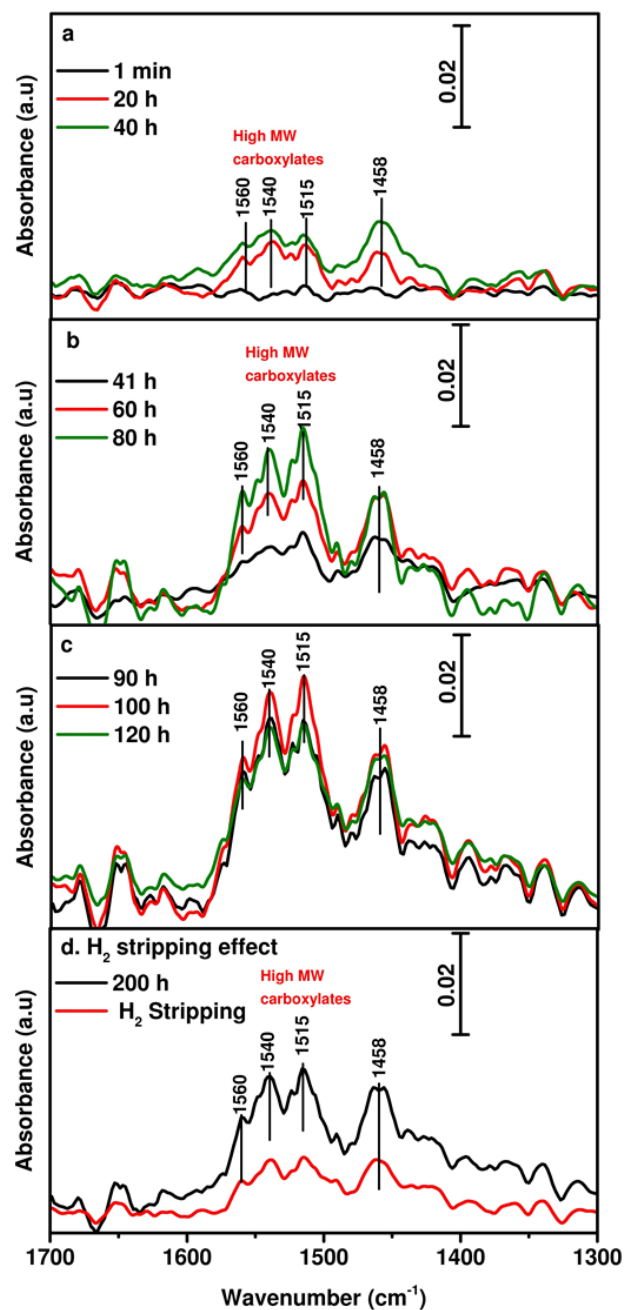 a
1 min
20 h
40 h
High MW
carboxylates
1560
1540
1515
1458
0.02
Absorbance (a.u)
b
41 h
60 h
80 h
High MW
carboxylates
1560
1540
1515
1458
0.02
Absorbance (a.u)
c
90 h
100 h
120 h
1560
1540
1515
1458
0.02
Absorbance (a.u)
d. H₂ stripping effect
200 h
H₂ Stripping
High MW
carboxylates
1560
1540
1515
1458
0.02
Absorbance (a.u)
1700 1600 1500 1400 1300
Wavenumber (cm⁻¹)